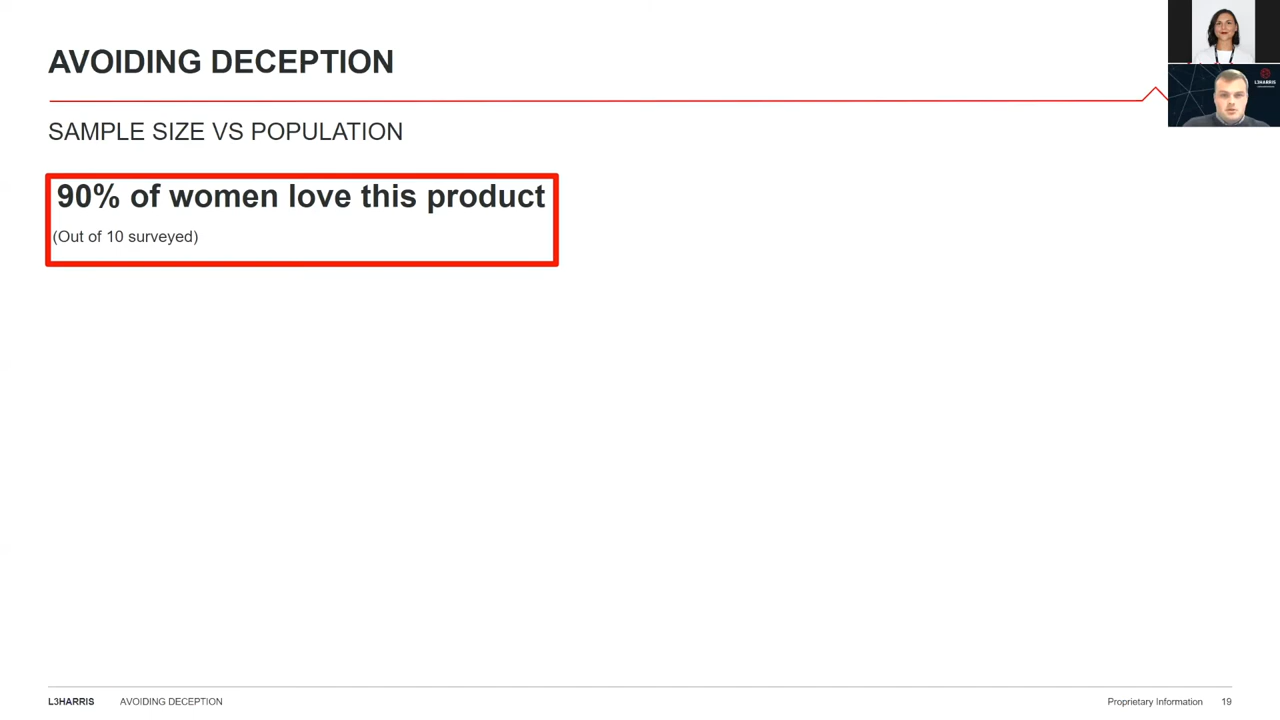 AVOIDING DECEPTION
L3HARRIS
SAMPLE SIZE VS POPULATION
90% of women love this product
(Out of 10 surveyed)
L3HARRIS AVOIDING DECEPTION Proprietary Information 19